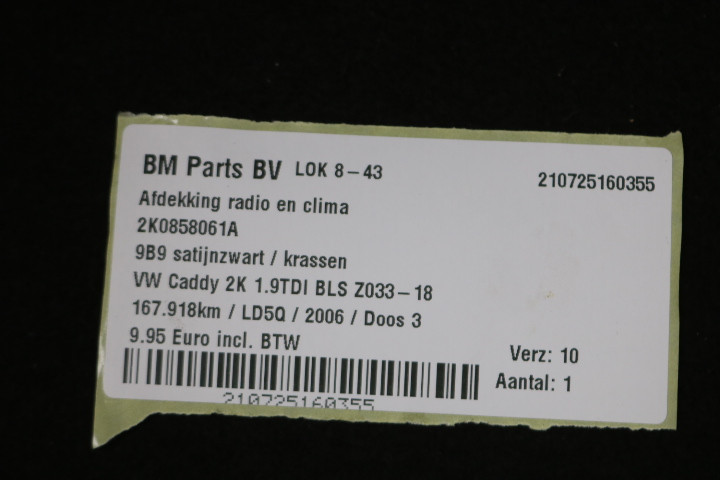 BM Parts BV LOK 8-43
210725160355
Afdekking radio en clima
2K0858061A
9B9 satijnzwart / krassen
VW Caddy 2K 1.9TDI BLS Z033-18
167.918km / LD5Q / 2006 / Doos 3
9.95 Euro incl. BTW
Verz: 10
Aantal: 1
210725160355